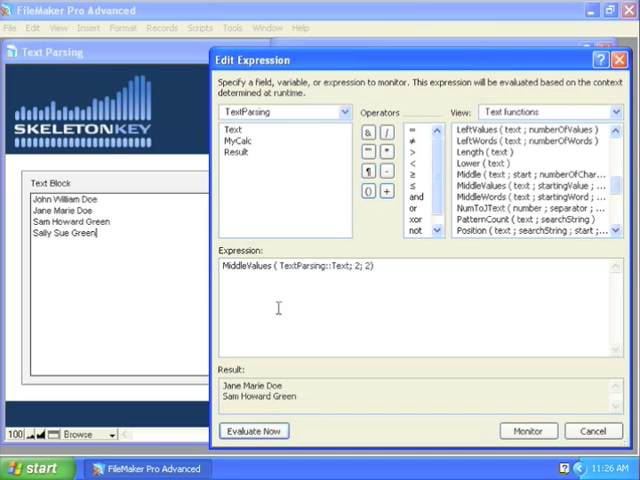 FileMaker Pro Advanced
File Edit View Insert Format Records Scripts Tools Window Help
Text Parsing
SKELETONKEY
Text Block
John William Doe
Jane Marie Doe
Sam Howard Green
Sally Sue Green
100 Browse
Edit Expression
Specify a field, variable, or expression to monitor. This expression will be evaluated based on the context
determined at runtime.
TextParsing Operators View: Text functions
Text
MyCalc
Result
& /
"" *
¶ -
() +
=
≠
>
<
≥
≤
and
or
xor
not
LeftValues ( text ; numberOfValues )
LeftWords ( text ; numberOfWords )
Length ( text )
Lower ( text )
Middle ( text ; start ; numberOfChar...
MiddleValues ( text ; startingValue ...
MiddleWords ( text ; startingWord ...
NumToJText ( number ; separator ...
PatternCount ( text ; searchString )
Position ( text ; searchString ; start ...
Expression:
MiddleValues ( TextParsing::Text; 2; 2)
Result:
Jane Marie Doe
Sam Howard Green
Evaluate Now Monitor Cancel
start FileMaker Pro Advanced 11:26 AM